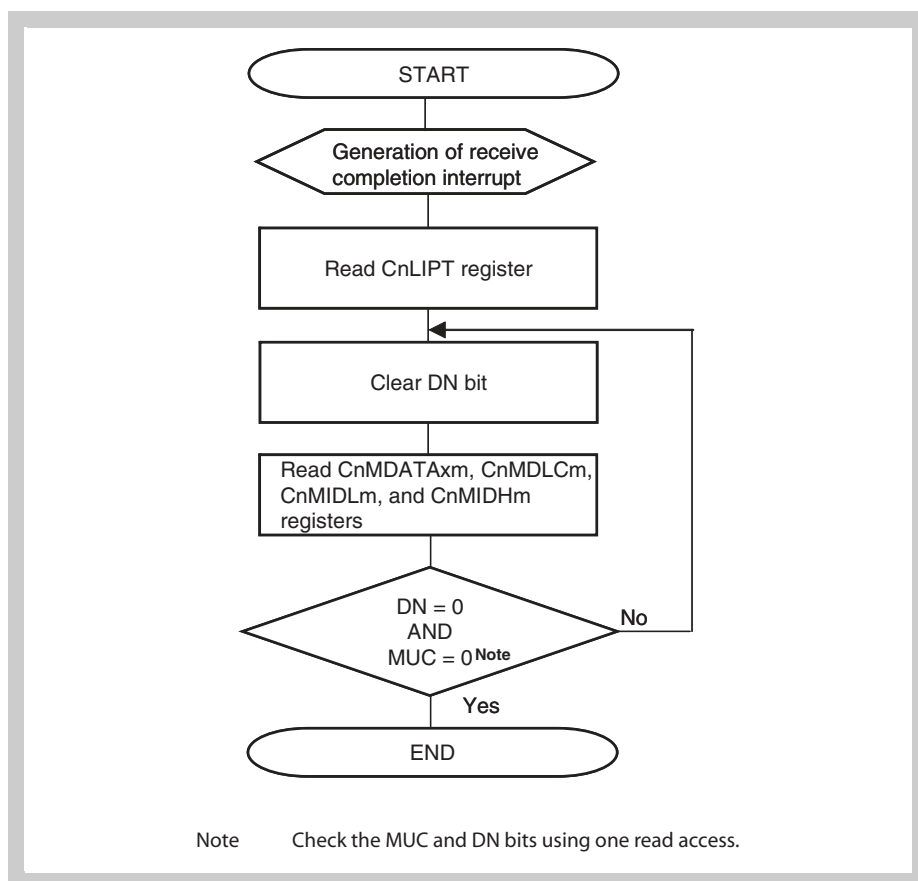 START
Generation of receive
completion interrupt
Read CnLIPT register
Clear DN bit
Read CnMDATAxm, CnMDLCm,
CnMIDLm, and CnMIDHm
registers
DN = 0
AND
MUC = 0 Note
No
Yes
END
Note Check the MUC and DN bits using one read access.